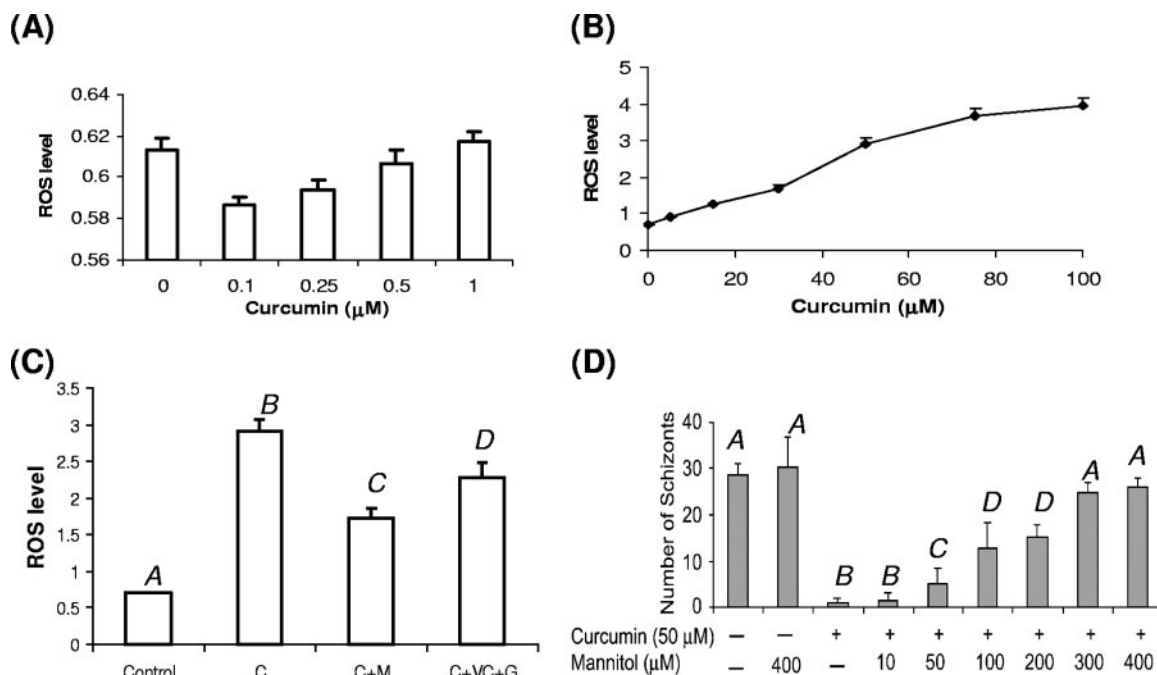 (A)
0.64
0.62
0.6
0.58
0.56
ROS level
0 0.1 0.25 0.5 1
Curcumin (μM)
(B)
5
4
3
2
1
0
ROS level
0 20 40 60 80 100
Curcumin (μM)
(C)
3.5
3
2.5
2
1.5
1
0.5
0
ROS level
A B C D
Control C C+M C+VC+G
(D)
40
30
20
10
0
Number of Schizonts
A A B B C D D A A
Curcumin (50 μM) – – + + + + + + +
Mannitol (μM) – 400 – 10 50 100 200 300 400